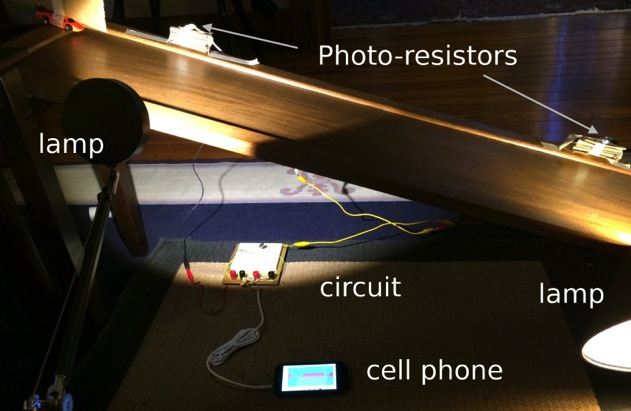 Photo-resistors
lamp
circuit
lamp
cell phone